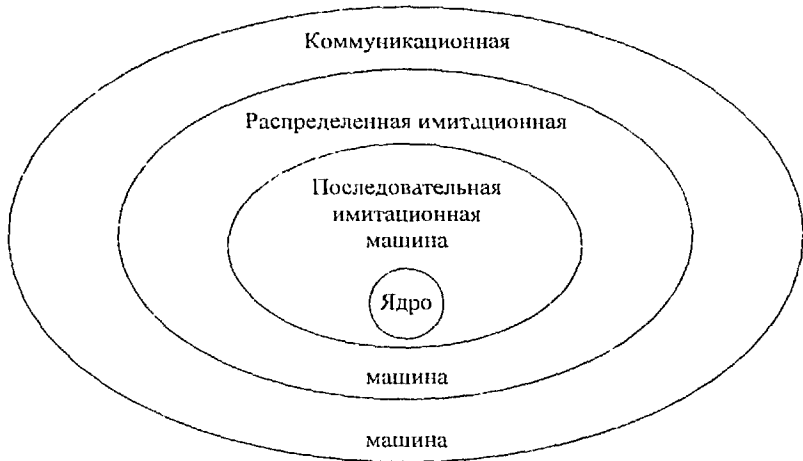 Коммуникационная
Распределенная имитационная
Последовательная
имитационная
машина
Ядро
машина
машина